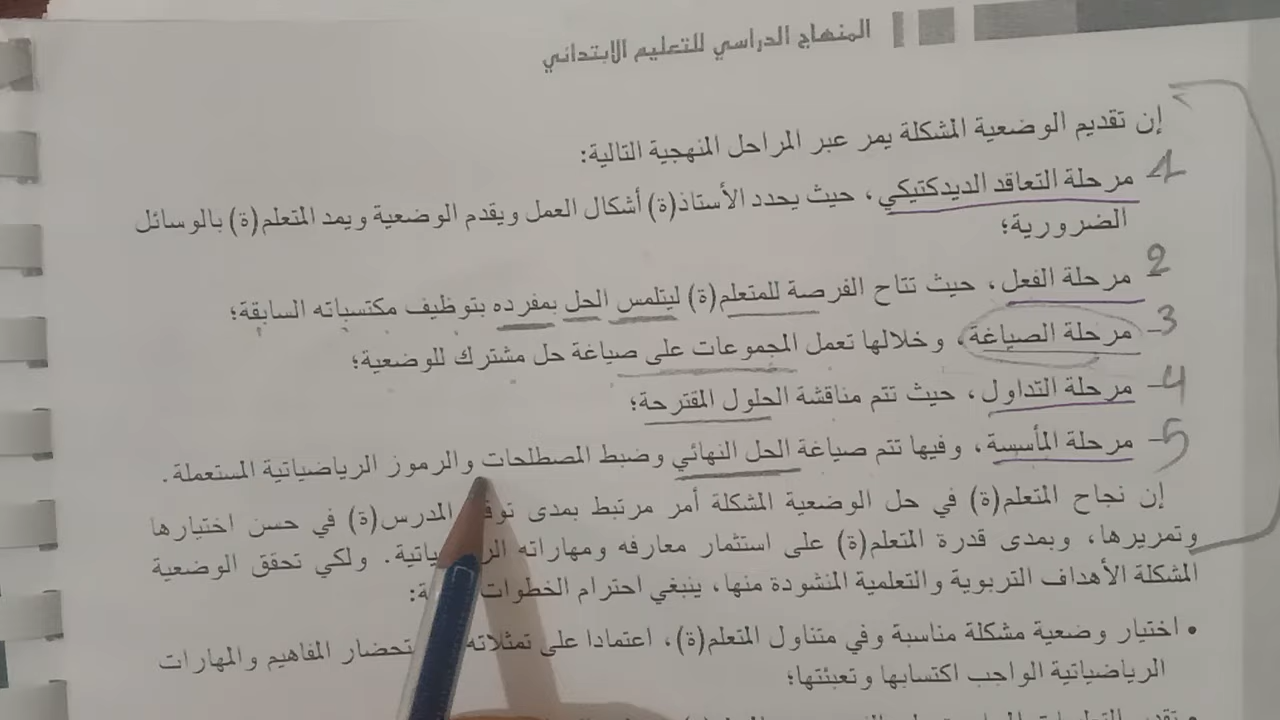 المنهاج الدراسي للتعليم الابتدائي
إن تقديم الوضعية المشكلة يمر عبر المراحل المنهجية التالية:
1 مرحلة التعاقد الديدكتيكي، حيث يحدد الأستاذ(ة) أشكال العمل ويقدم الوضعية ويمد المتعلم(ة) بالوسائل
الضرورية؛
2 مرحلة الفعل، حيث تتاح الفرصة للمتعلم(ة) ليتلمس الحل بمفرده بتوظيف مكتسباته السابقة؛
3- مرحلة الصياغة، وخلالها تعمل المجموعات على صياغة حل مشترك للوضعية؛
4- مرحلة التداول، حيث تتم مناقشة الحلول المقترحة؛
5- مرحلة المأسسة، وفيها تتم صياغة الحل النهائي وضبط المصطلحات والرموز الرياضياتية المستعملة.
إن نجاح المتعلم(ة) في حل الوضعية المشكلة أمر مرتبط بمدى المدرس(ة) في حسن اختيارها
وتمريرها، وبمدى قدرة المتعلم(ة) على استثمار معارفه ومهاراته . ولكي تحقق الوضعية
المشكلة الأهداف التربوية والتعلمية المنشودة منها، ينبغي احترام الخطوات :
• اختيار وضعية مشكلة مناسبة وفي متناول المتعلم(ة)، اعتمادا على تمثلاته المفاهيم والمهارات
الرياضياتية الواجب اكتسابها وتعبئتها؛